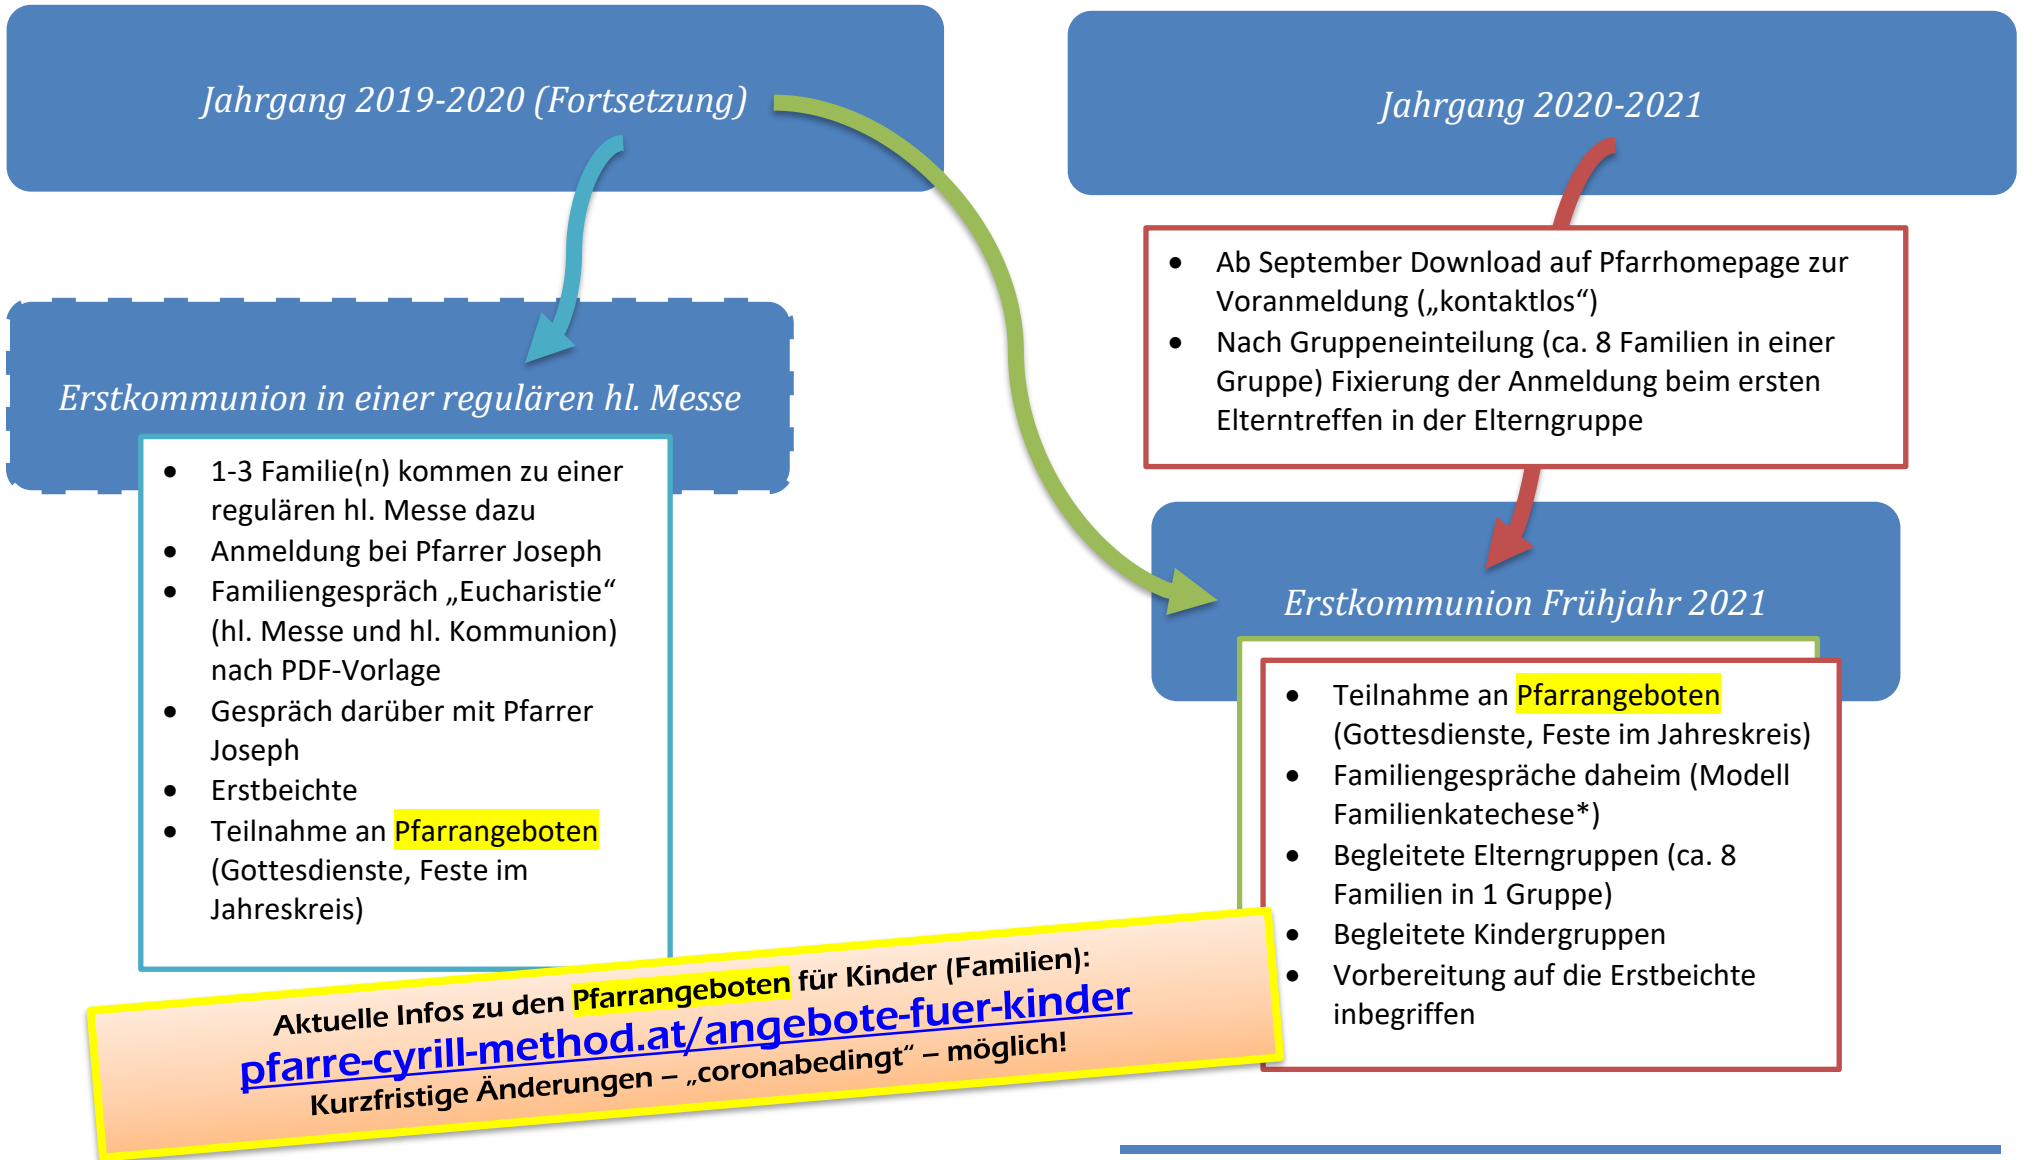 Jahrgang 2019-2020 (Fortsetzung)
Erstkommunion in einer regulären hl. Messe
• 1-3 Familie(n) kommen zu einer
regulären hl. Messe dazu
• Anmeldung bei Pfarrer Joseph
• Familiengespräch „Eucharistie“
(hl. Messe und hl. Kommunion)
nach PDF-Vorlage
• Gespräch darüber mit Pfarrer
Joseph
• Erstbeichte
• Teilnahme an Pfarrangeboten
(Gottesdienste, Feste im
Jahreskreis)
Jahrgang 2020-2021
• Ab September Download auf Pfarrhomepage zur
Voranmeldung („kontaktlos“)
• Nach Gruppeneinteilung (ca. 8 Familien in einer
Gruppe) Fixierung der Anmeldung beim ersten
Elterntreffen in der Elterngruppe
Erstkommunion Frühjahr 2021
• Teilnahme an Pfarrangeboten
(Gottesdienste, Feste im Jahreskreis)
• Familiengespräche daheim (Modell
Familienkatechese*)
• Begleitete Elterngruppen (ca. 8
Familien in 1 Gruppe)
• Begleitete Kindergruppen
• Vorbereitung auf die Erstbeichte
inbegriffen
Aktuelle Infos zu den Pfarrangeboten für Kinder (Familien):
pfarre-cyrill-method.at/angebote-fuer-kinder
Kurzfristige Änderungen – „coronabedingt“ – möglich!